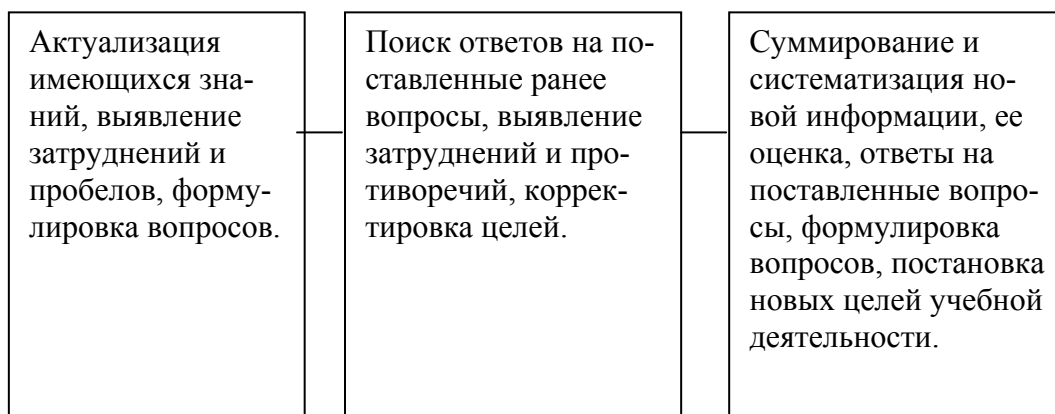 Актуализация
имеющихся зна-
ний, выявление
затруднений и
пробелов, форму-
лировка вопросов.
Поиск ответов на по-
ставленные ранее
вопросы, выявление
затруднений и про-
тиворечий, коррек-
тировка целей.
Суммирование и
систематизация но-
вой информации, ее
оценка, ответы на
поставленные вопро-
сы, формулировка
вопросов, постановка
новых целей учебной
деятельности.